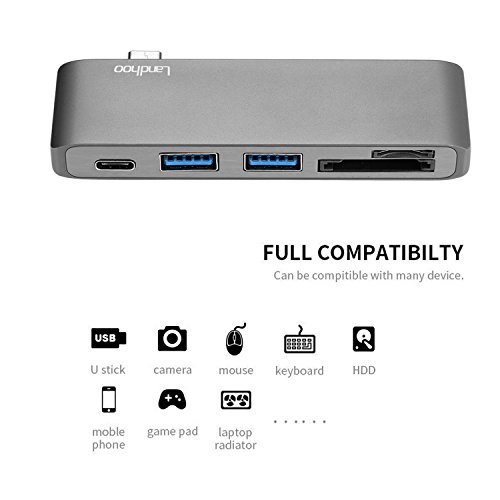 Landhoo
FULL COMPATIBILTY
Can be compitible with many device.
USB
U stick
camera
mouse
keyboard
HDD
moble
phone
game pad
laptop
radiator
......